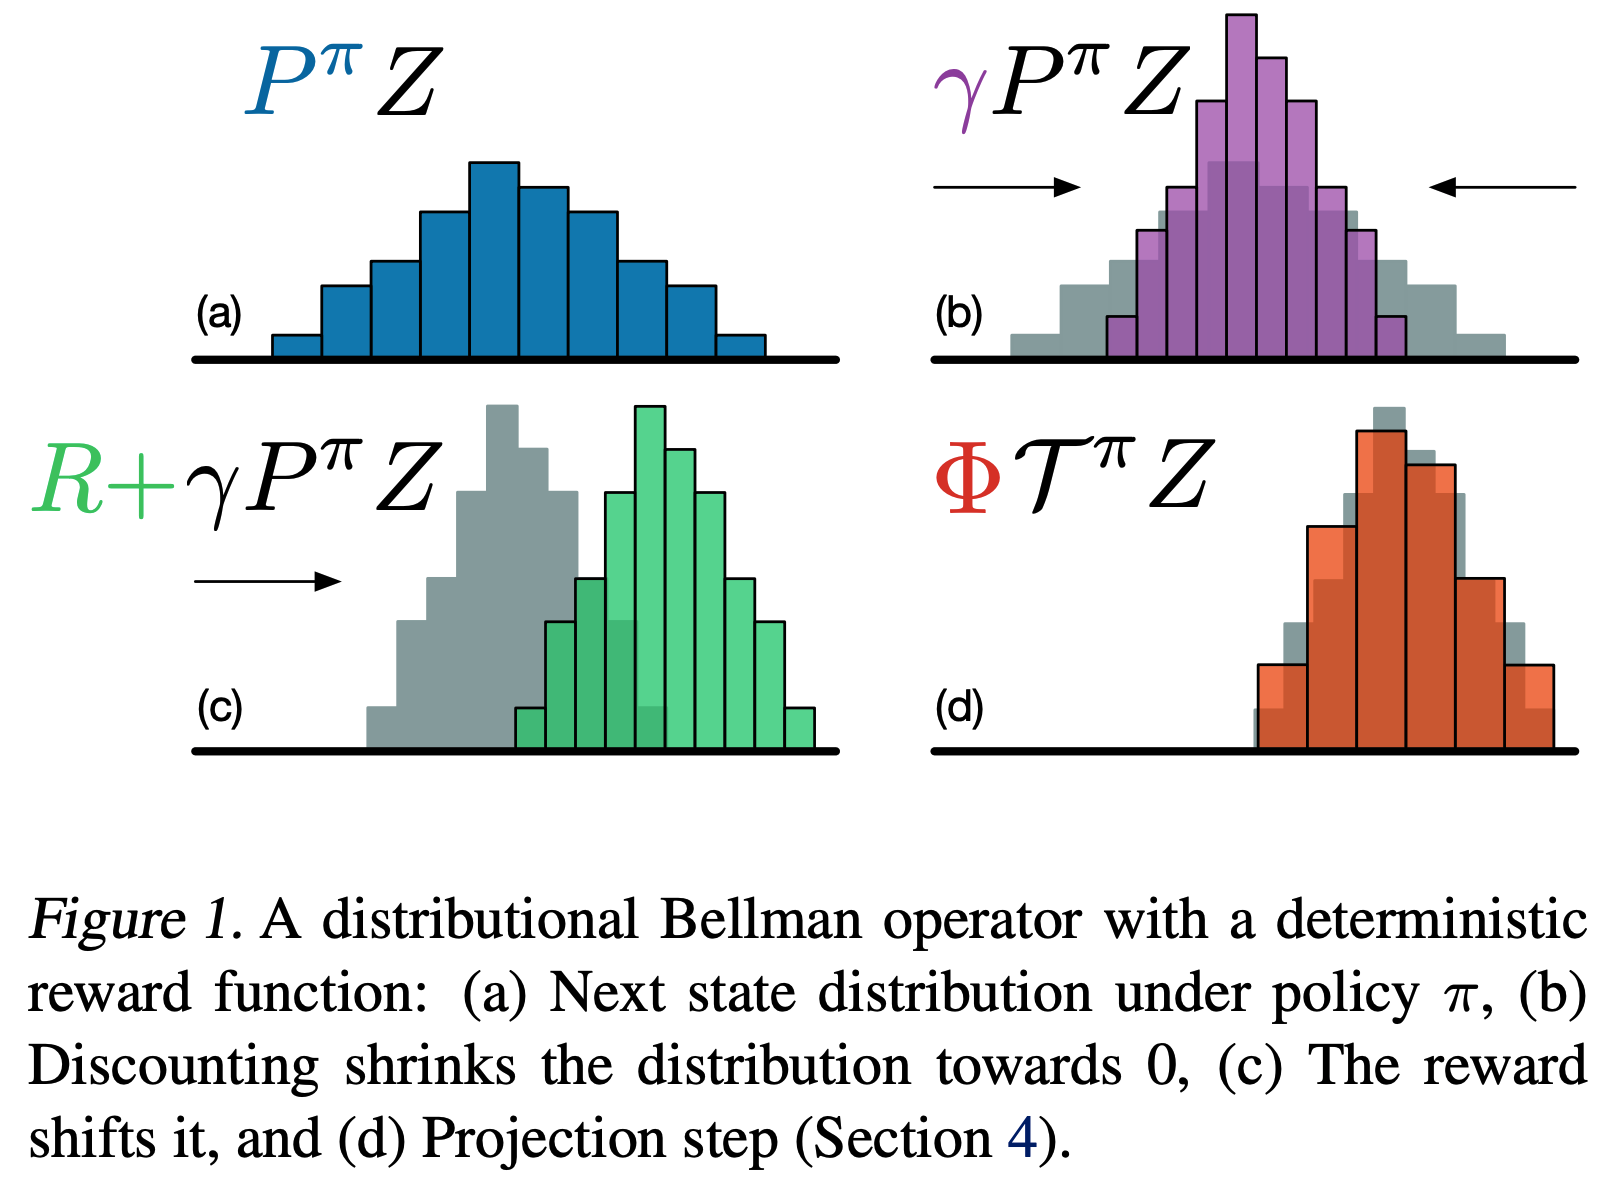 P^π Z
γP^π Z
(a)
(b)
R+γP^π Z
Φ𝒯^π Z
(c)
(d)
Figure 1. A distributional Bellman operator with a deterministic
reward function: (a) Next state distribution under policy π, (b)
Discounting shrinks the distribution towards 0, (c) The reward
shifts it, and (d) Projection step (Section 4).